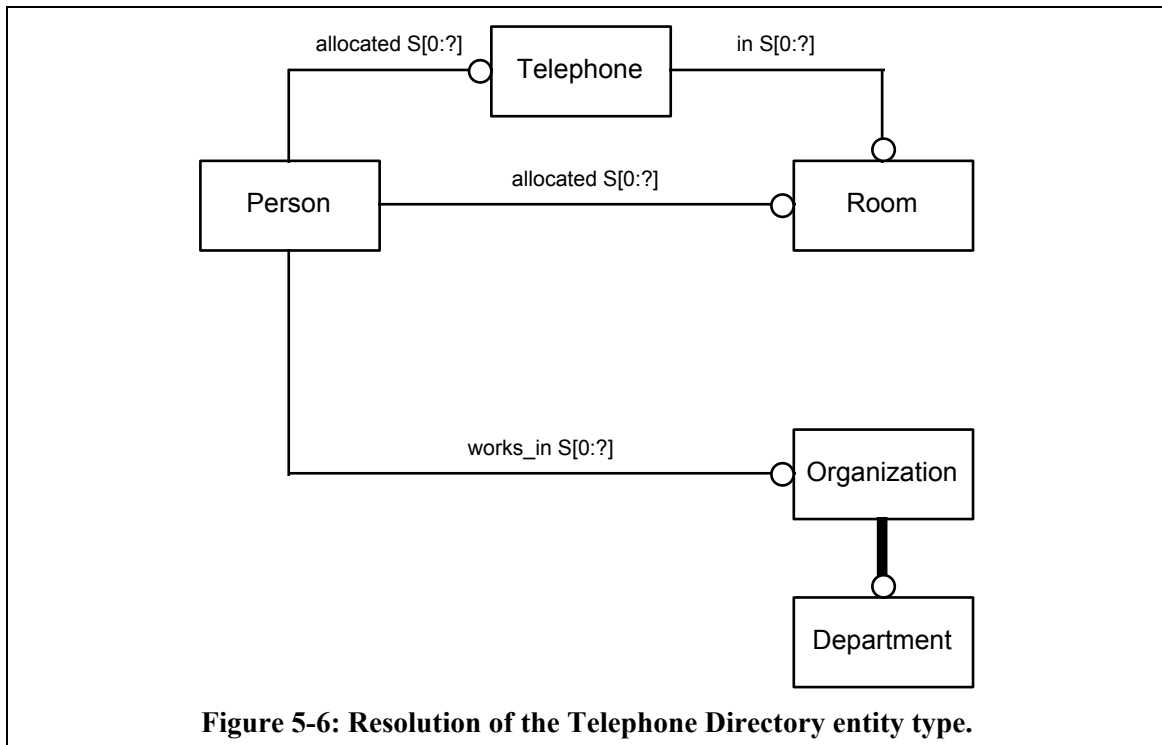 allocated S[0:?]
in S[0:?]
Telephone
allocated S[0:?]
Person
Room
works_in S[0:?]
Organization
Department
Figure 5-6: Resolution of the Telephone Directory entity type.